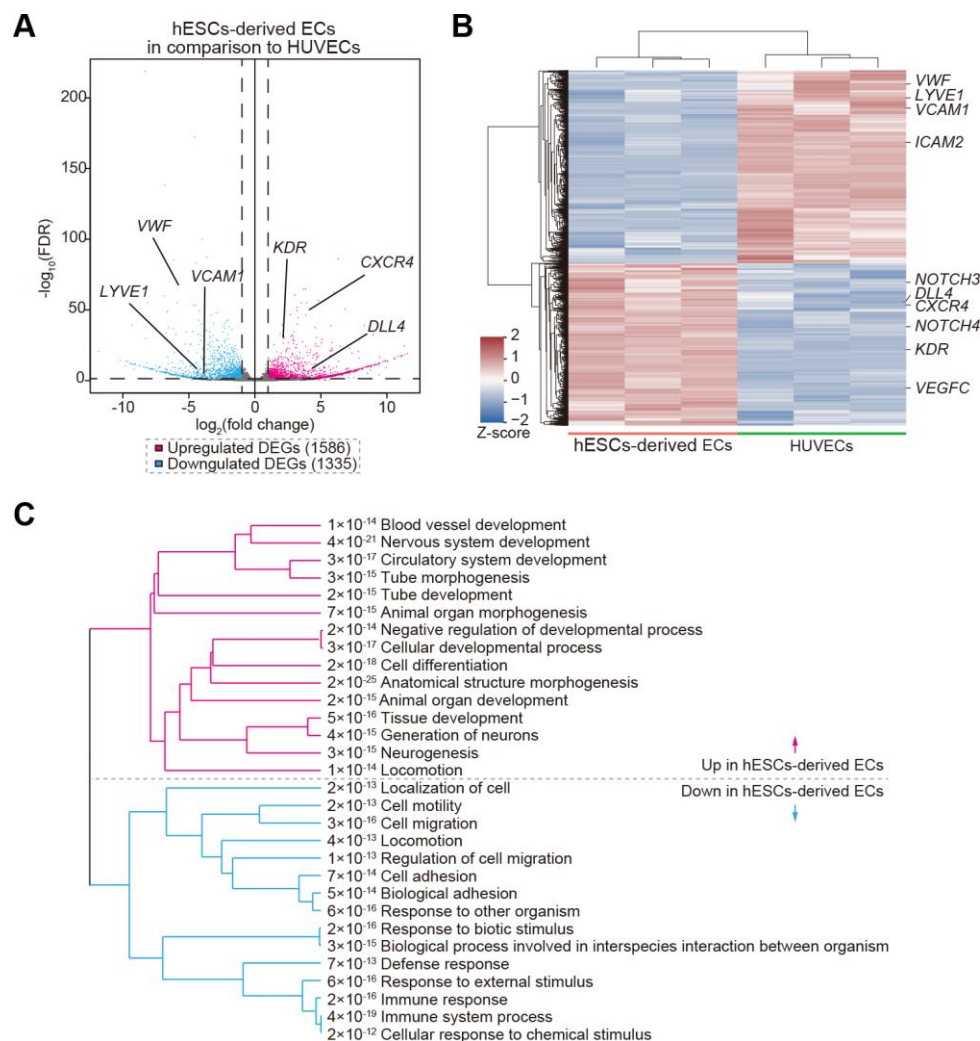 A
hESCs-derived ECs
in comparison to HUVECs
200
150
100
50
0
-log10(FDR)
VWF
VCAM1
LYVE1
KDR
CXCR4
DLL4
-10 -5 0 5 10
log2(fold change)
Upregulated DEGs (1586)
Downgulated DEGs (1335)
B
VWF
LYVE1
VCAM1
ICAM2
NOTCH3
DLL4
CXCR4
NOTCH4
KDR
VEGFC
2
1
0
−1
−2
Z-score
hESCs-derived ECs HUVECs
C
1×10-14 Blood vessel development
4×10-21 Nervous system development
3×10-17 Circulatory system development
3×10-15 Tube morphogenesis
2×10-15 Tube development
7×10-15 Animal organ morphogenesis
2×10-14 Negative regulation of developmental process
3×10-17 Cellular developmental process
2×10-18 Cell differentiation
2×10-25 Anatomical structure morphogenesis
2×10-15 Animal organ development
5×10-16 Tissue development
4×10-15 Generation of neurons
3×10-15 Neurogenesis
1×10-14 Locomotion
Up in hESCs-derived ECs
Down in hESCs-derived ECs
2×10-13 Localization of cell
2×10-13 Cell motility
3×10-16 Cell migration
4×10-13 Locomotion
1×10-13 Regulation of cell migration
7×10-14 Cell adhesion
5×10-14 Biological adhesion
6×10-16 Response to other organism
2×10-16 Response to biotic stimulus
3×10-15 Biological process involved in interspecies interaction between organism
7×10-13 Defense response
6×10-16 Response to external stimulus
2×10-16 Immune response
4×10-19 Immune system process
2×10-12 Cellular response to chemical stimulus